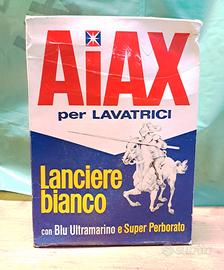 AiAX
per LAVATRICI
Lanciere
bianco
con Blu Ultramarino e Super Perborato